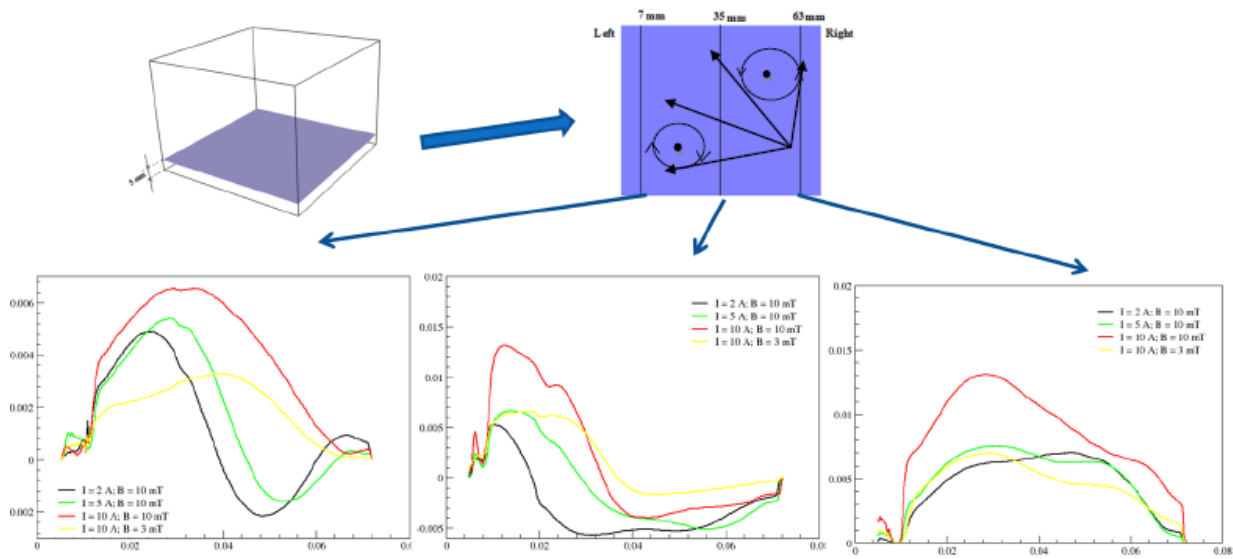 7 mm
35 mm
63 mm
Left
Right
0.006
0.004
0.002
0
I = 2 A; B = 10 mT
I = 5 A; B = 10 mT
I = 10 A; B = 10 mT
I = 10 A; B = 3 mT
0
0.02
0.04
0.06
0.02
0.015
0.01
0.005
0
-0.005
I = 2 A; B = 10 mT
I = 5 A; B = 10 mT
I = 10 A; B = 10 mT
I = 10 A; B = 3 mT
0
0.02
0.04
0.06
0.08
0.02
0.015
0.01
0.005
0
I = 2 A; B = 10 mT
I = 5 A; B = 10 mT
I = 10 A; B = 10 mT
I = 10 A; B = 3 mT
0
0.02
0.04
0.06
0.08